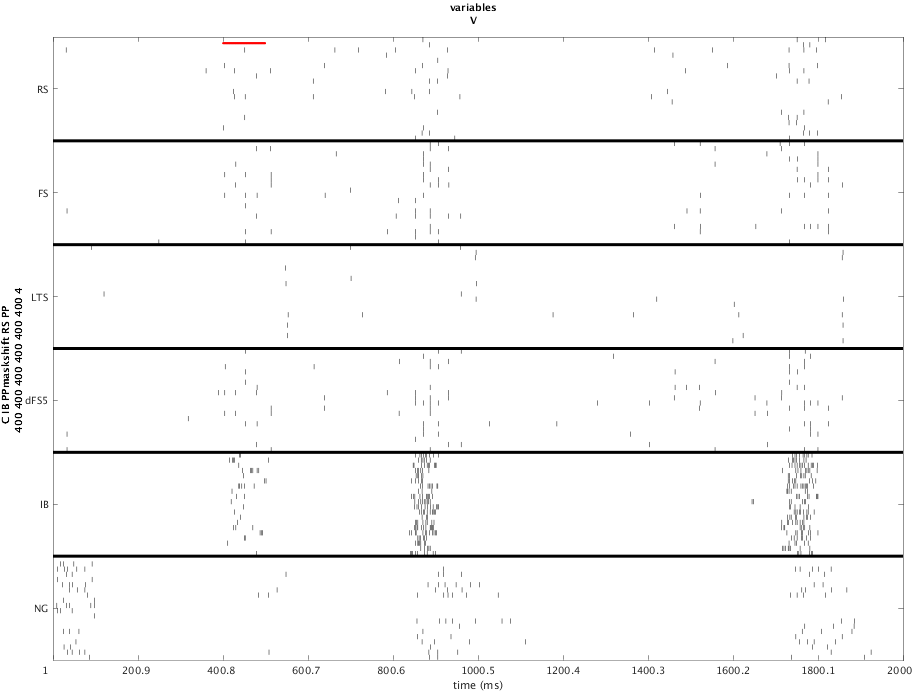 variables
V
C IB PPmaskshift RS PP
400 400 400 400 400 400 4
RS
FS
LTS
dFS5
IB
NG
1 200.9 400.8 600.7 800.6 1000.5 1200.4 1400.3 1600.2 1800.1 2000
time (ms)